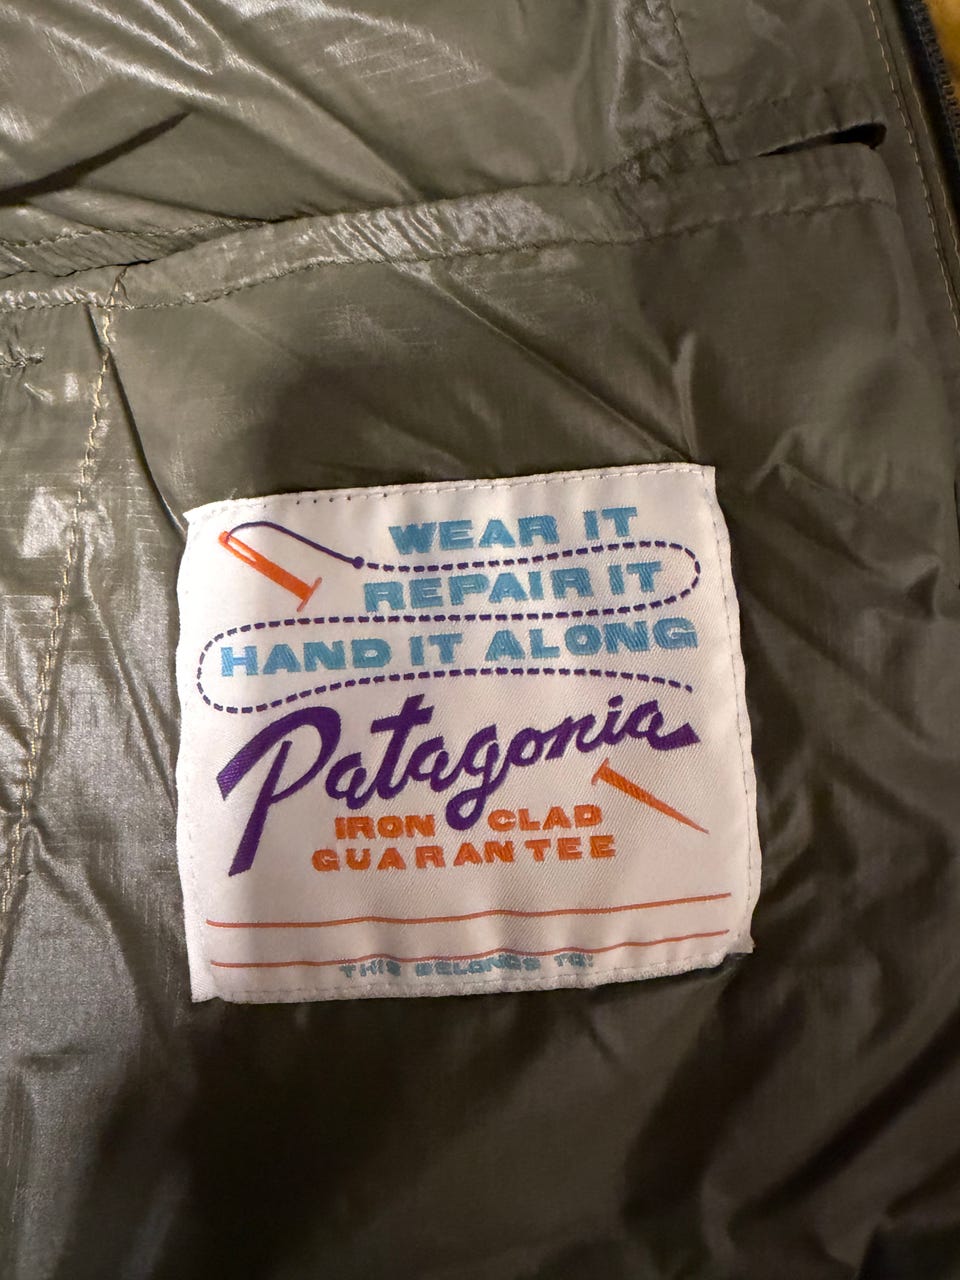 WEAR IT
REPAIR IT
HAND IT ALONG
Patagonia
IRON CLAD
GUARANTEE
THIS BELONGS TO: